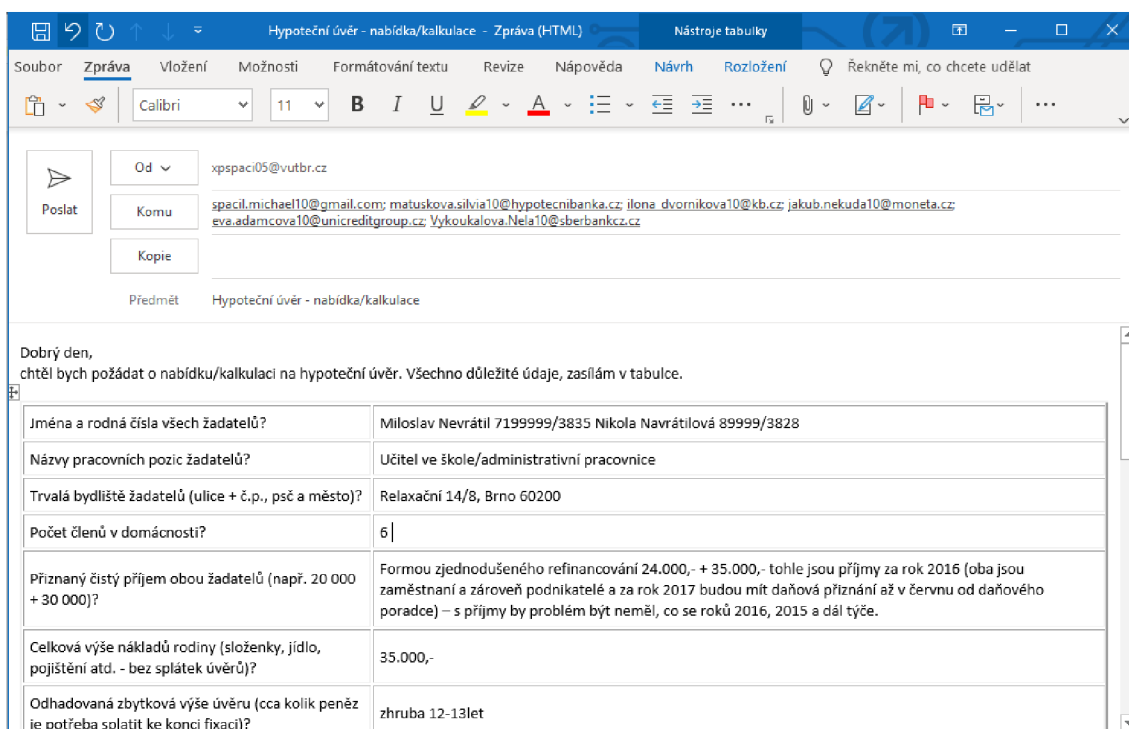 Hypoteční úvěr - nabídka/kalkulace - Zpráva (HTML) Nástroje tabulky
Soubor Zpráva Vložení Možnosti Formátování textu Revize Nápověda Návrh Rozložení Řekněte mi, co chcete udělat
Calibri 11 B I U A
Poslat
Od xpspaci05@vutbr.cz
Komu spacil.michael10@gmail.com; matuskova.silvia10@hypotecnibanka.cz; ilona_dvornikova10@kb.cz; jakub.nekuda10@moneta.cz;
eva.adamcova10@unicreditgroup.cz; Vykoukalova.Nela10@sberbankcz.cz
Kopie
Předmět Hypoteční úvěr - nabídka/kalkulace
Dobrý den,
chtěl bych požádat o nabídku/kalkulaci na hypoteční úvěr. Všechno důležité údaje, zasílám v tabulce.
Jména a rodná čísla všech žadatelů? Miloslav Nevrátil 7199999/3835 Nikola Navrátilová 89999/3828
Názvy pracovních pozic žadatelů? Učitel ve škole/administrativní pracovnice
Trvalá bydliště žadatelů (ulice + č.p., psč a město)? Relaxační 14/8, Brno 60200
Počet členů v domácnosti? 6
Přiznaný čistý příjem obou žadatelů (např. 20 000
+ 30 000)?
Formou zjednodušeného refinancování 24.000,- + 35.000,- tohle jsou příjmy za rok 2016 (oba jsou
zaměstnaní a zároveň podnikatelé a za rok 2017 budou mít daňová přiznání až v červnu od daňového
poradce) – s příjmy by problém být neměl, co se roků 2016, 2015 a dál týče.
Celková výše nákladů rodiny (složenky, jídlo,
pojištění atd. - bez splátek úvěrů)?
35.000,-
Odhadovaná zbytková výše úvěru (cca kolik peněz
je potřeba splatit ke konci fixaci)?
zhruba 12-13let